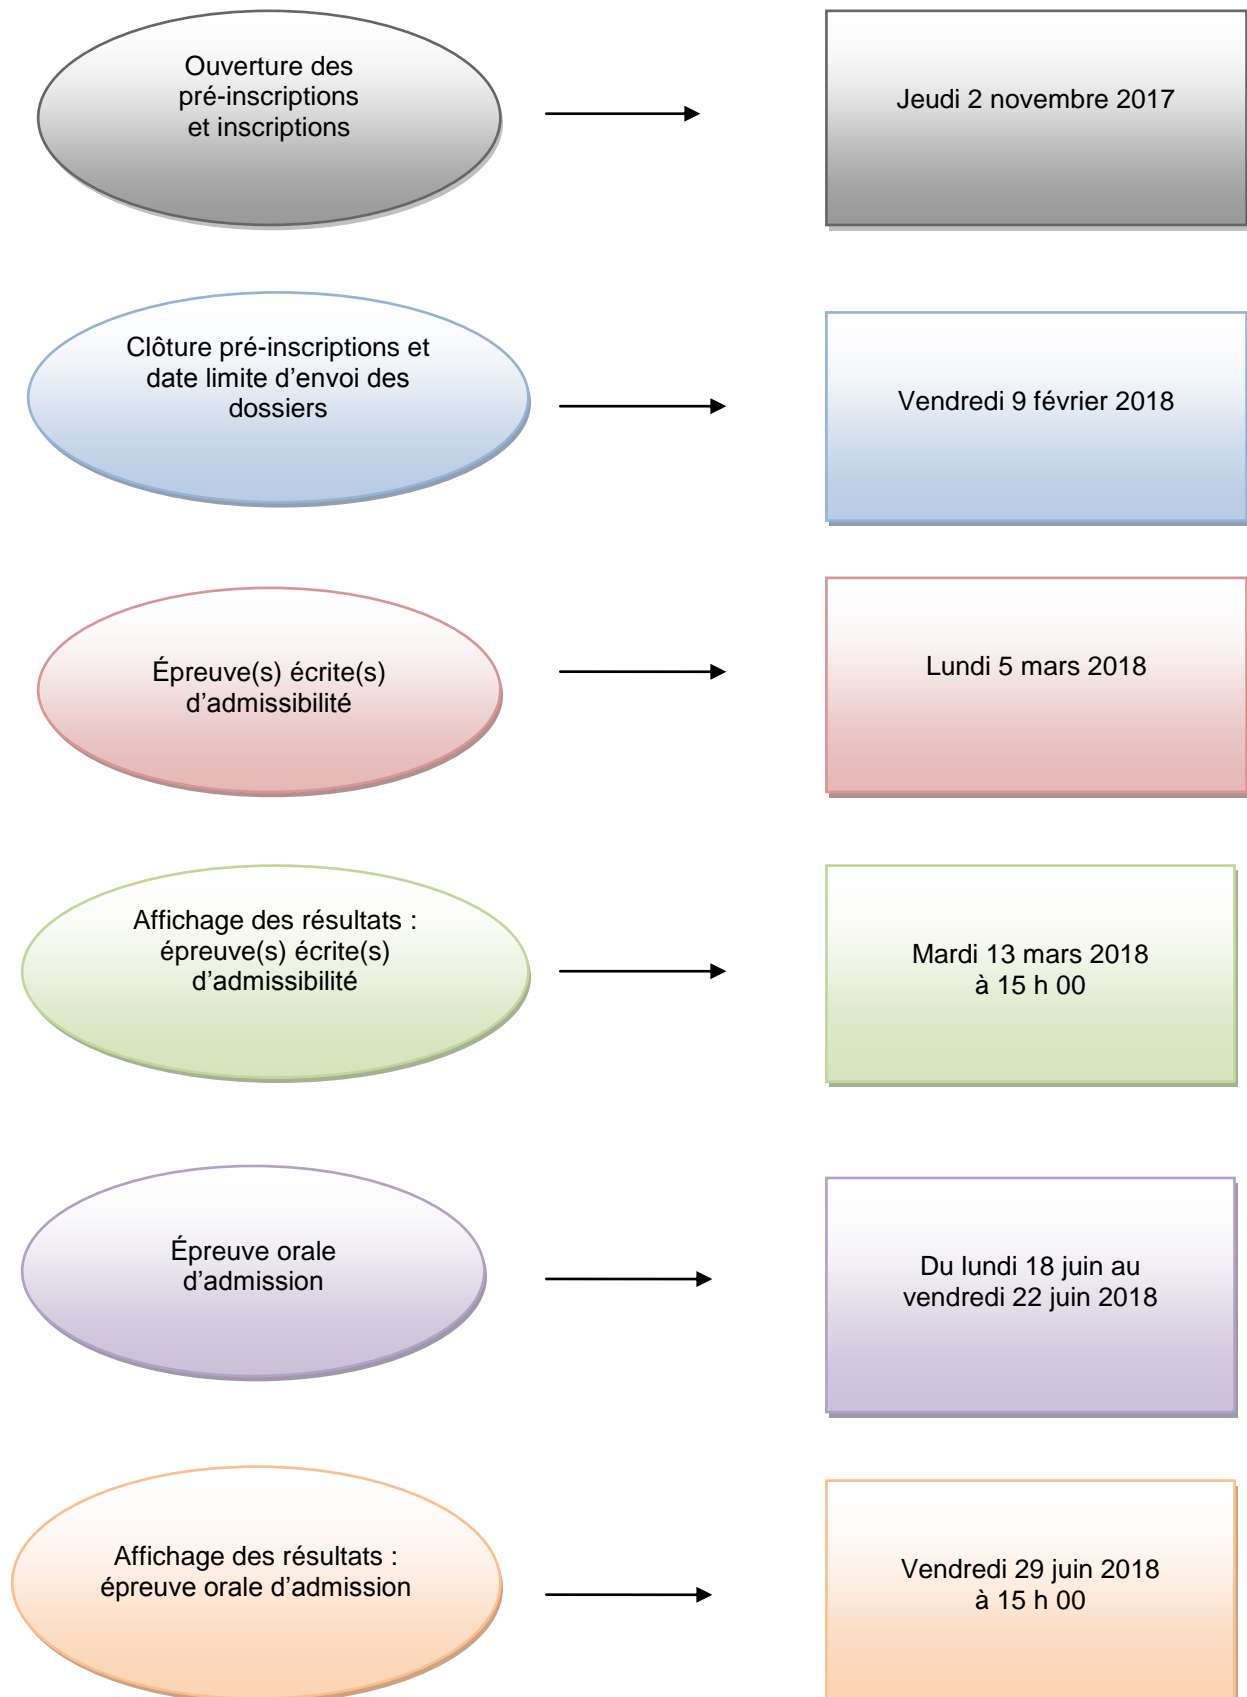 Ouverture des
pré-inscriptions
et inscriptions
Jeudi 2 novembre 2017
Clôture pré-inscriptions et
date limite d’envoi des
dossiers
Vendredi 9 février 2018
Épreuve(s) écrite(s)
d’admissibilité
Lundi 5 mars 2018
Affichage des résultats :
épreuve(s) écrite(s)
d’admissibilité
Mardi 13 mars 2018
à 15 h 00
Épreuve orale
d’admission
Du lundi 18 juin au
vendredi 22 juin 2018
Affichage des résultats :
épreuve orale d’admission
Vendredi 29 juin 2018
à 15 h 00